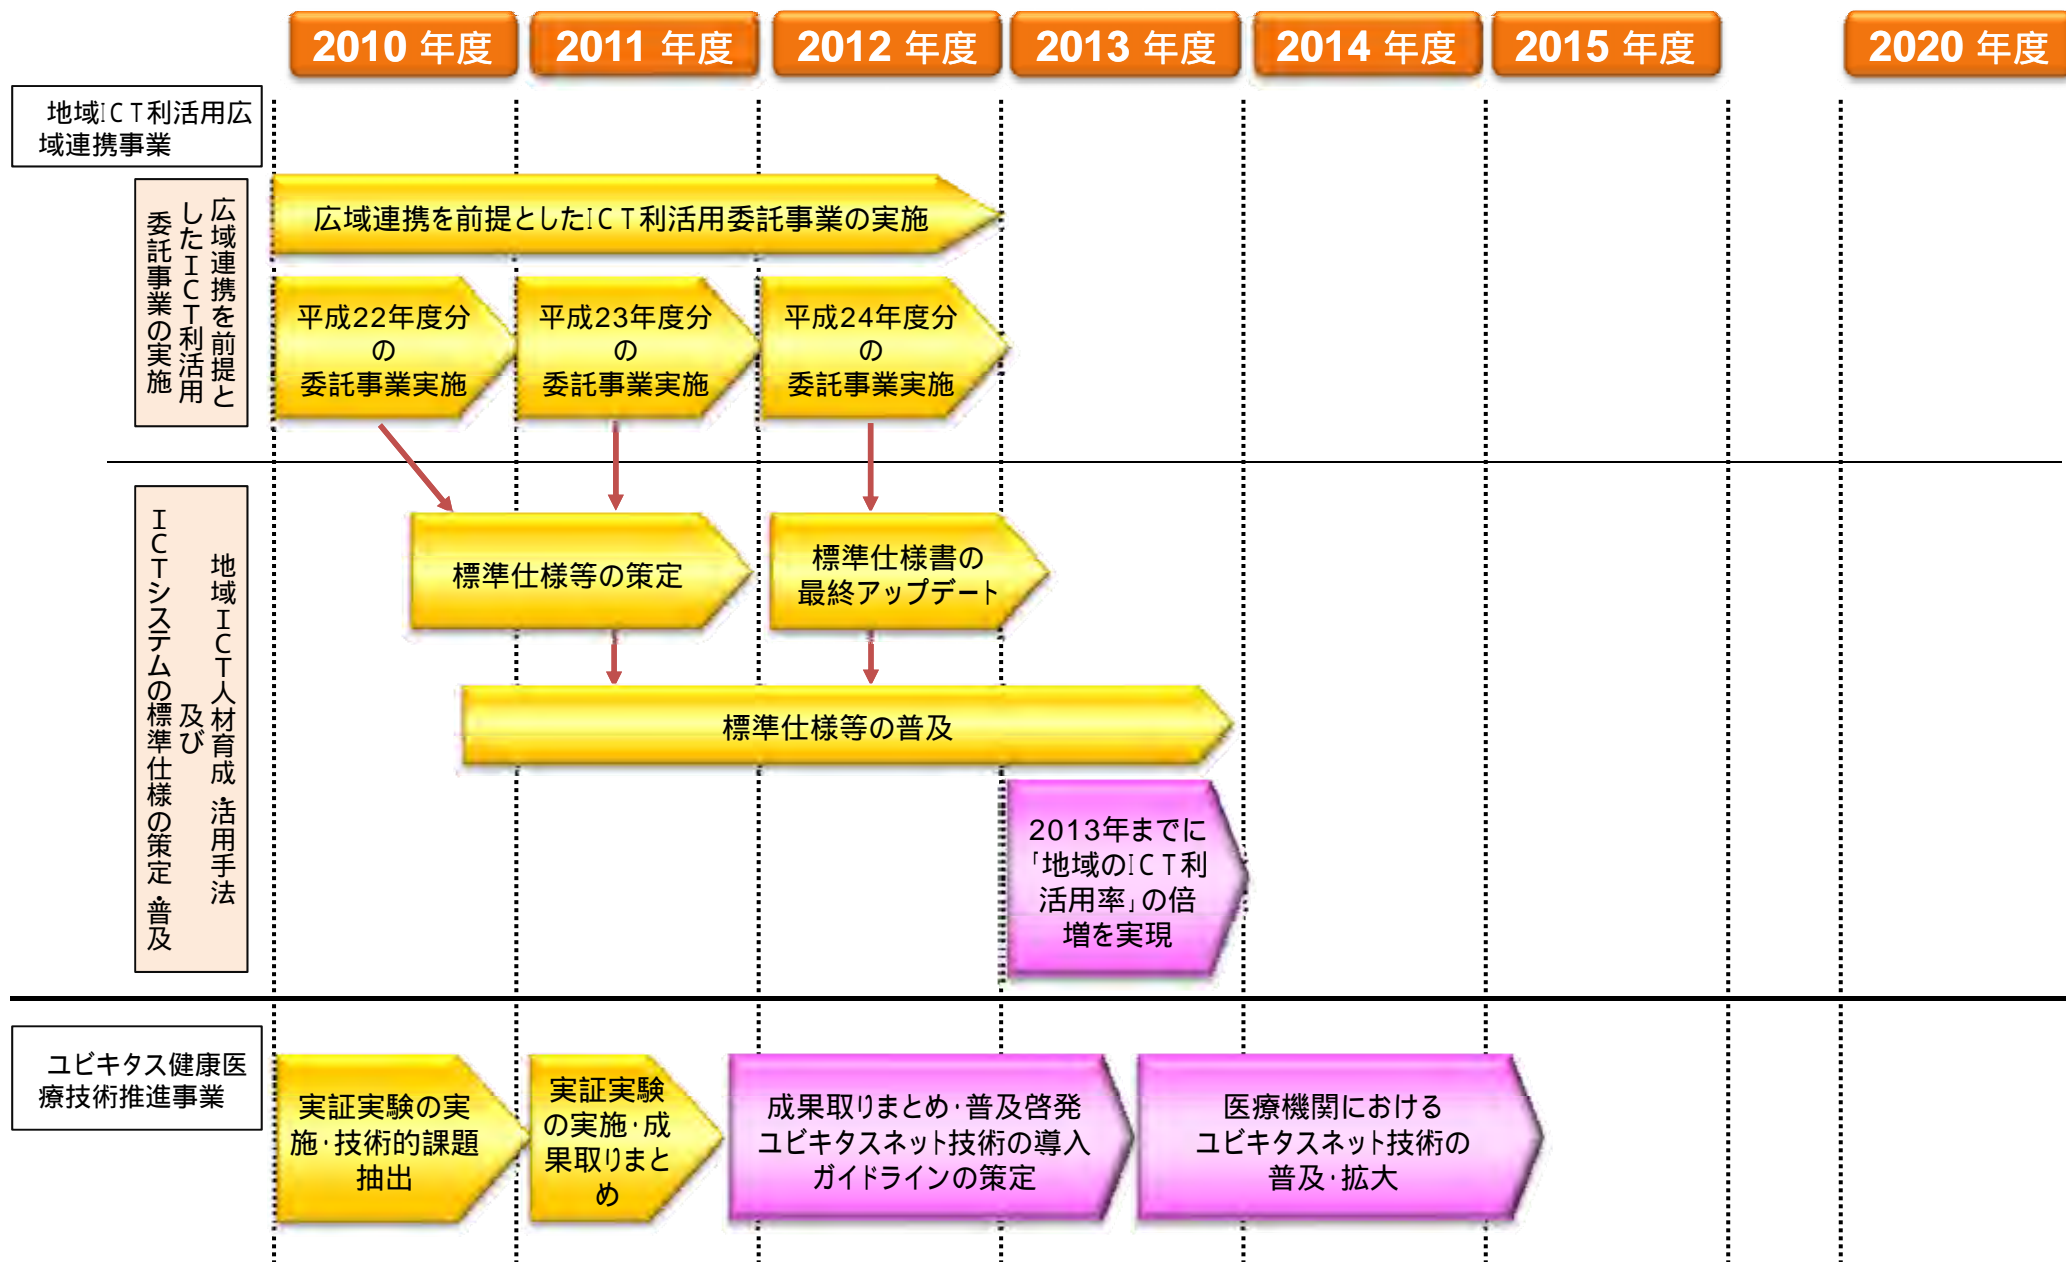 2010 年度
2011 年度
2012 年度
2013 年度
2014 年度
2015 年度
2020 年度
地域ICT利活用広
域連携事業
広域連携を前提と
したICT利活用
委託事業の実施
広域連携を前提としたICT利活用委託事業の実施
平成22年度分
の
委託事業実施
平成23年度分
の
委託事業実施
平成24年度分
の
委託事業実施
地域ICT人材育成・活用手法
及び
ICTシステムの標準仕様の策定・普及
標準仕様等の策定
標準仕様書の
最終アップデート
標準仕様等の普及
2013年までに
「地域のICT利
活用率」の倍
増を実現
ユビキタス健康医
療技術推進事業
実証実験の実
施・技術的課題
抽出
実証実験
の実施・成
果取りまと
め
成果取りまとめ・普及啓発
ユビキタスネット技術の導入
ガイドラインの策定
医療機関における
ユビキタスネット技術の
普及・拡大